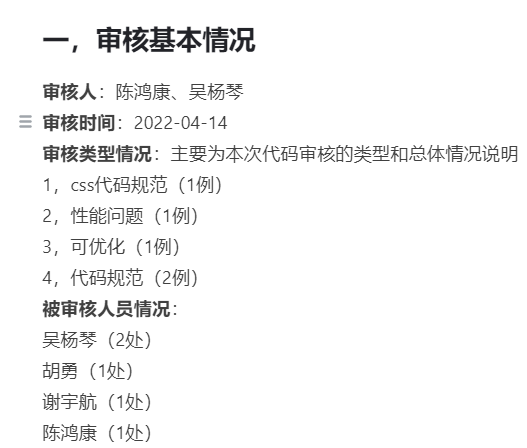 一，审核基本情况
审核人：陈鸿康、吴杨琴
审核时间：2022-04-14
审核类型情况：主要为本次代码审核的类型和总体情况说明
1，css代码规范（1例）
2，性能问题（1例）
3，可优化（1例）
4，代码规范（2例）
被审核人员情况：
吴杨琴（2处）
胡勇（1处）
谢宇航（1处）
陈鸿康（1处）